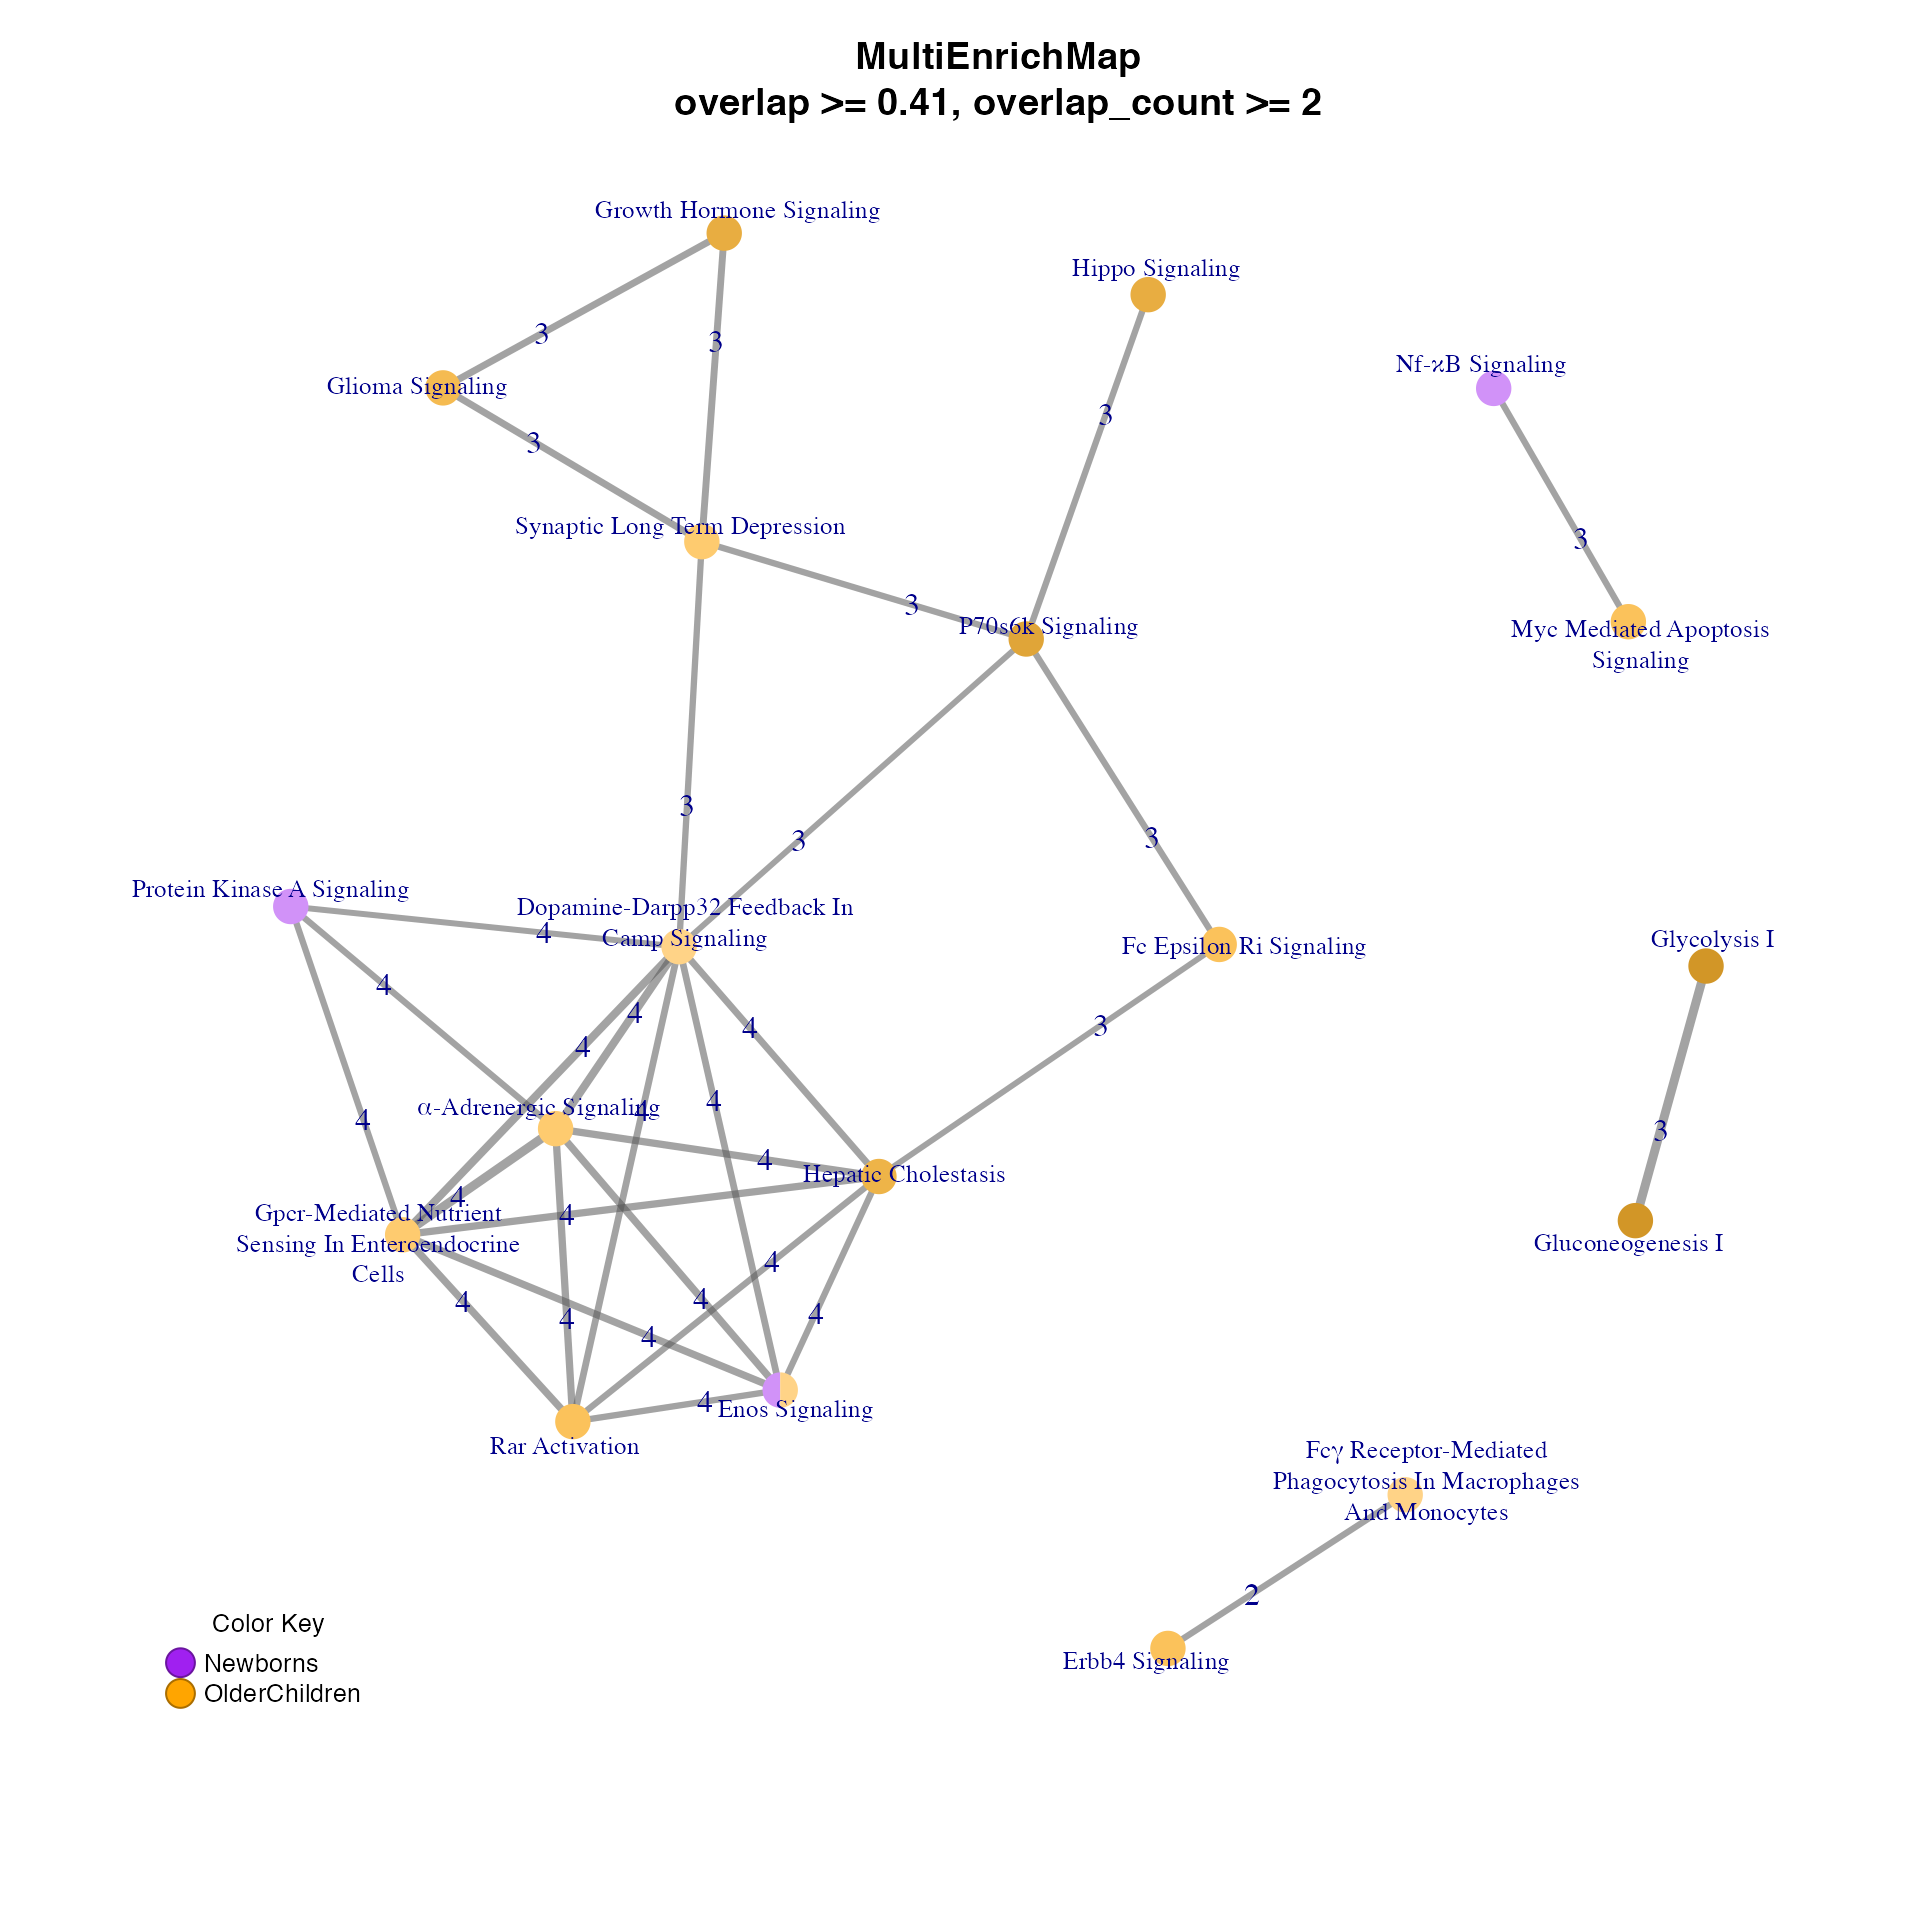 MultiEnrichMap
overlap >= 0.41, overlap_count >= 2
Growth Hormone Signaling
Hippo Signaling
3
3
Glioma Signaling
Nf-ϰB Signaling
3
3
Synaptic Long Term Depression
3
3
P70s6k Signaling
Myc Mediated Apoptosis
Signaling
3
3
3
Protein Kinase A Signaling
Dopamine-Darpp32 Feedback In
Camp Signaling
4
Fc Epsilon Ri Signaling
Glycolysis I
4
4
4
4
3
α-Adrenergic Signaling
4
4
4
3
4
Hepatic Cholestasis
4
Gpcr-Mediated Nutrient
Sensing In Enteroendocrine
Cells
4
Gluconeogenesis I
4
4
4
4
4
4
4
Enos Signaling
Rar Activation
Fcγ Receptor-Mediated
Phagocytosis In Macrophages
And Monocytes
2
Erbb4 Signaling
Color Key
Newborns
OlderChildren